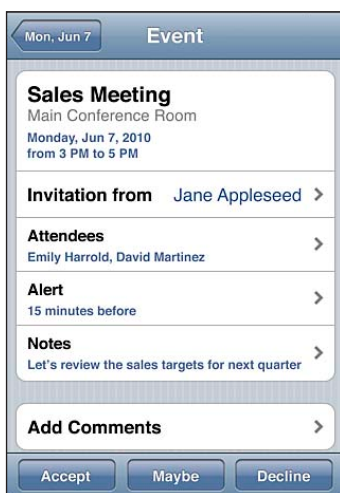 Mon, Jun 7
Event
Sales Meeting
Main Conference Room
Monday, Jun 7, 2010
from 3 PM to 5 PM
Invitation from Jane Appleseed
Attendees
Emily Harrold, David Martinez
Alert
15 minutes before
Notes
Let's review the sales targets for next quarter
Add Comments
Accept Maybe Decline